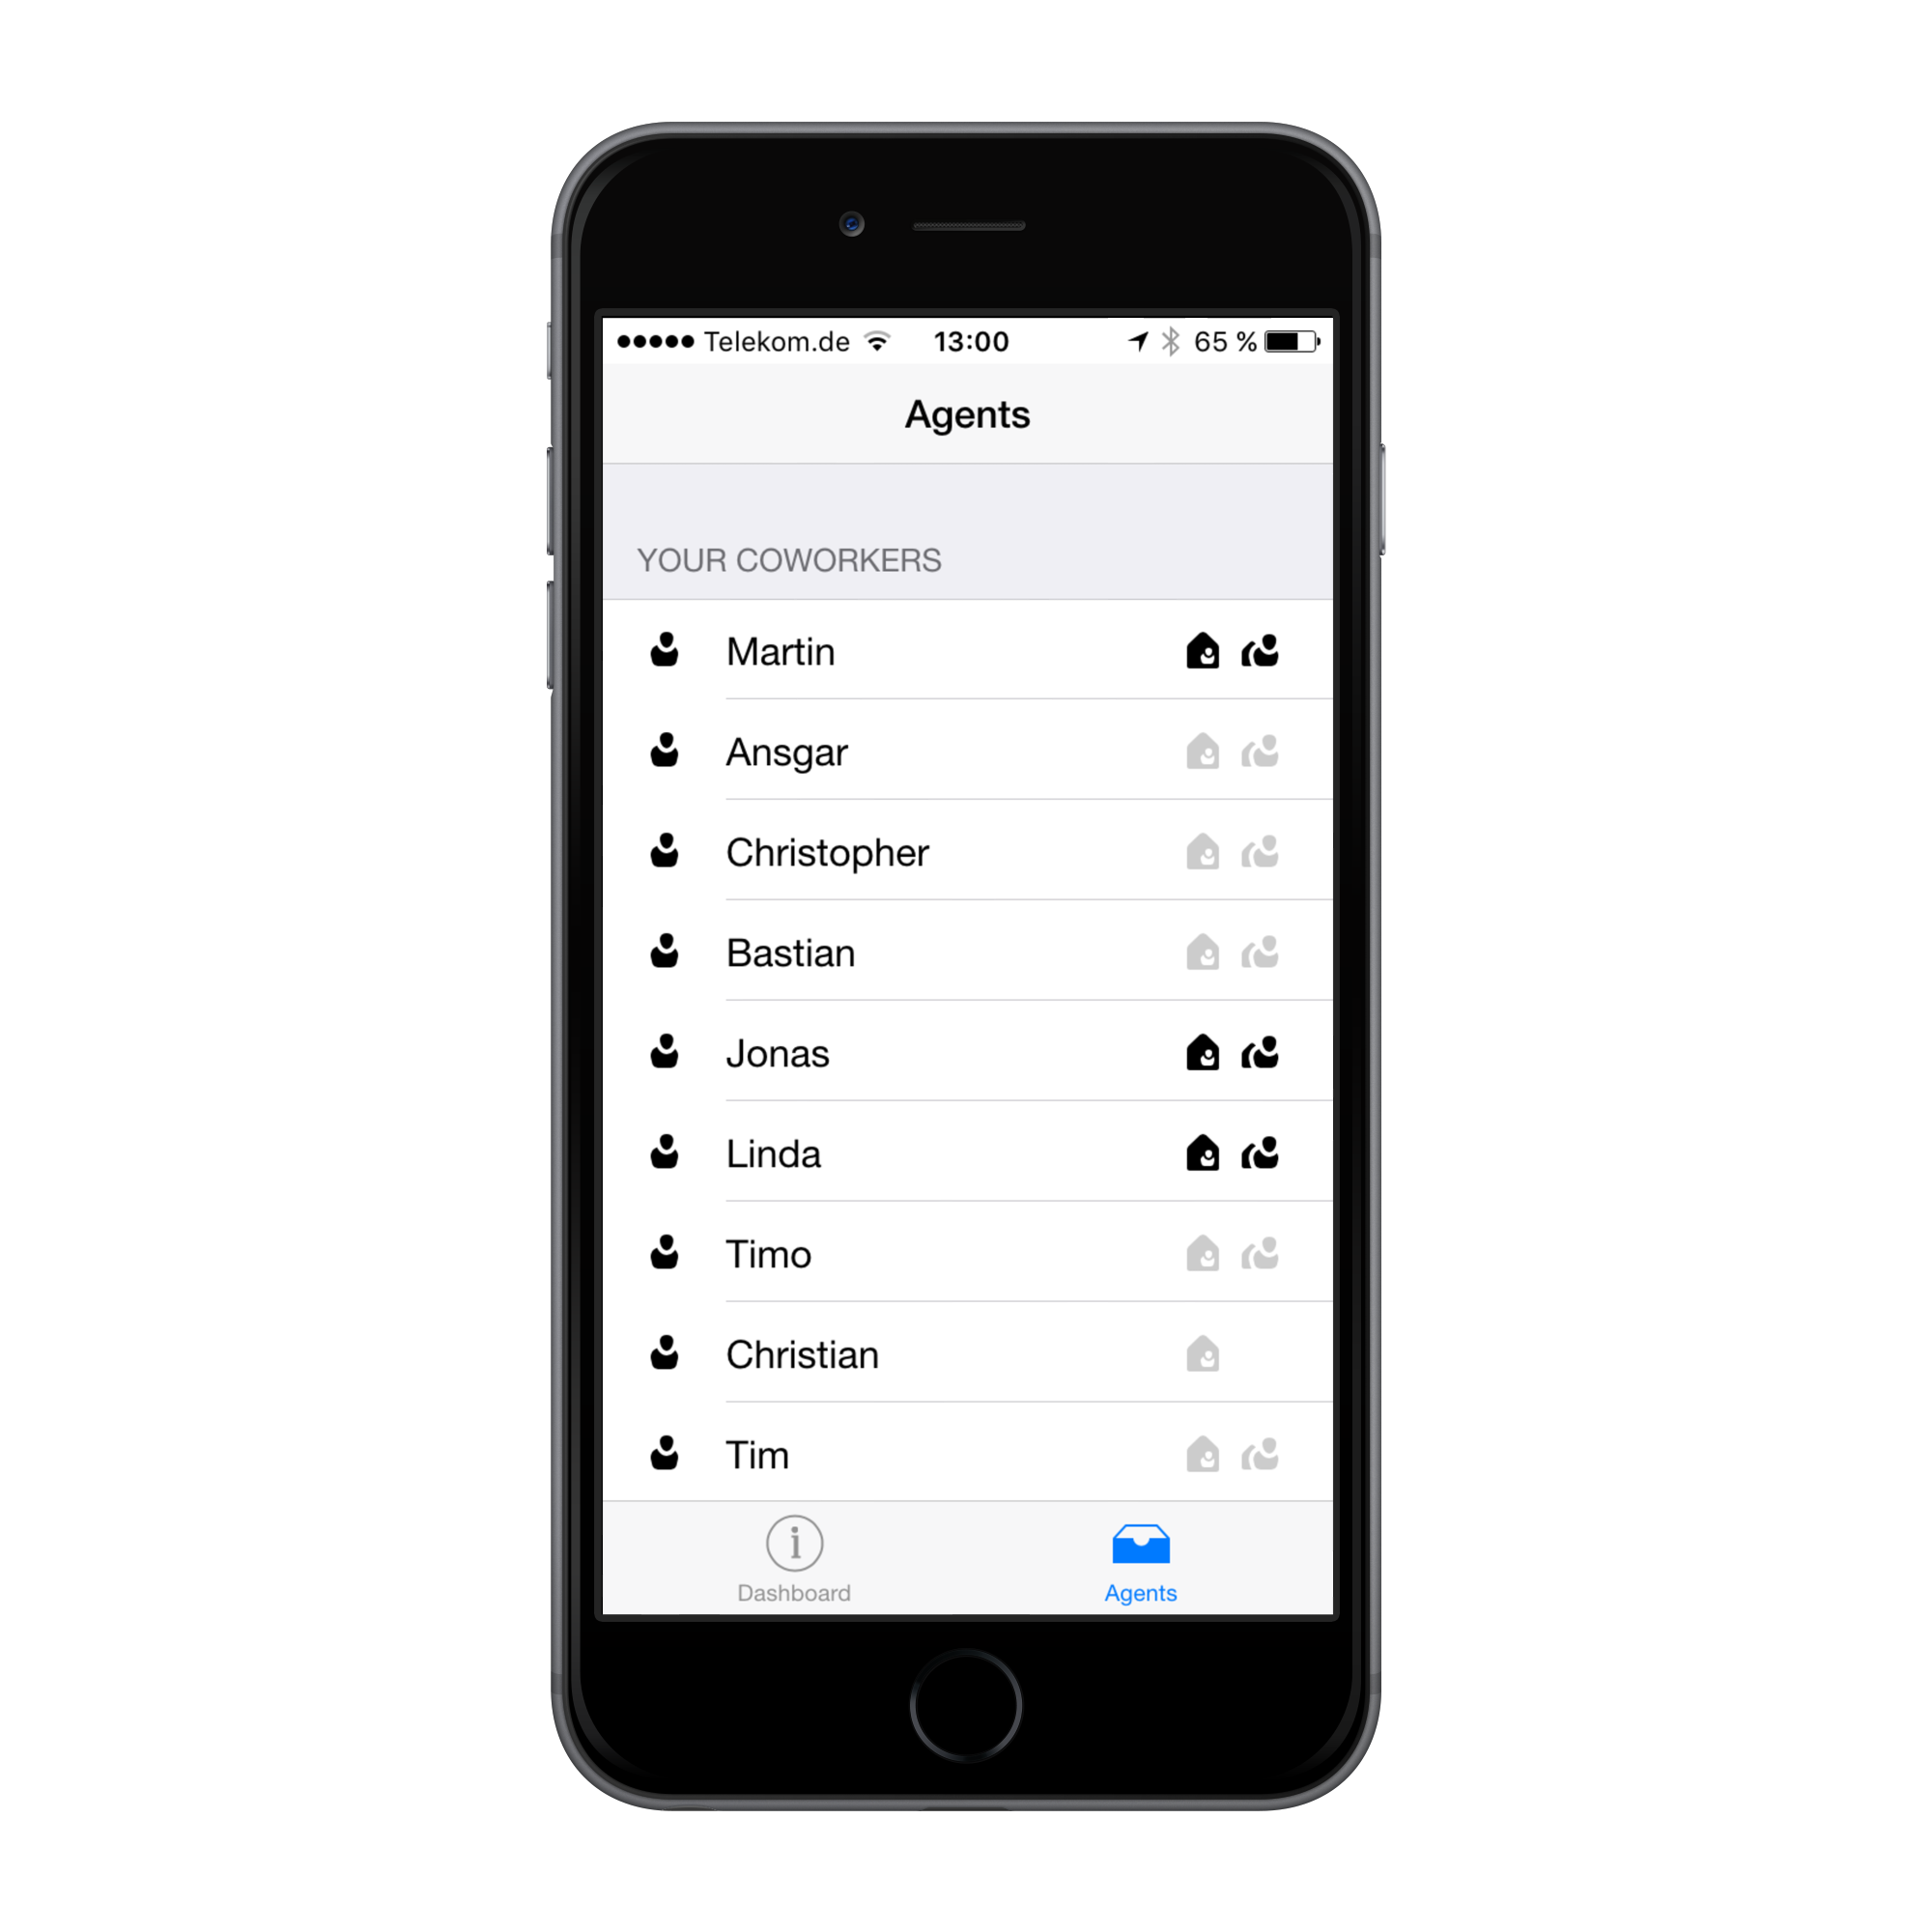 Telekom.de 13:00 65 %
Agents
YOUR COWORKERS
Martin
Ansgar
Christopher
Bastian
Jonas
Linda
Timo
Christian
Tim
Dashboard Agents